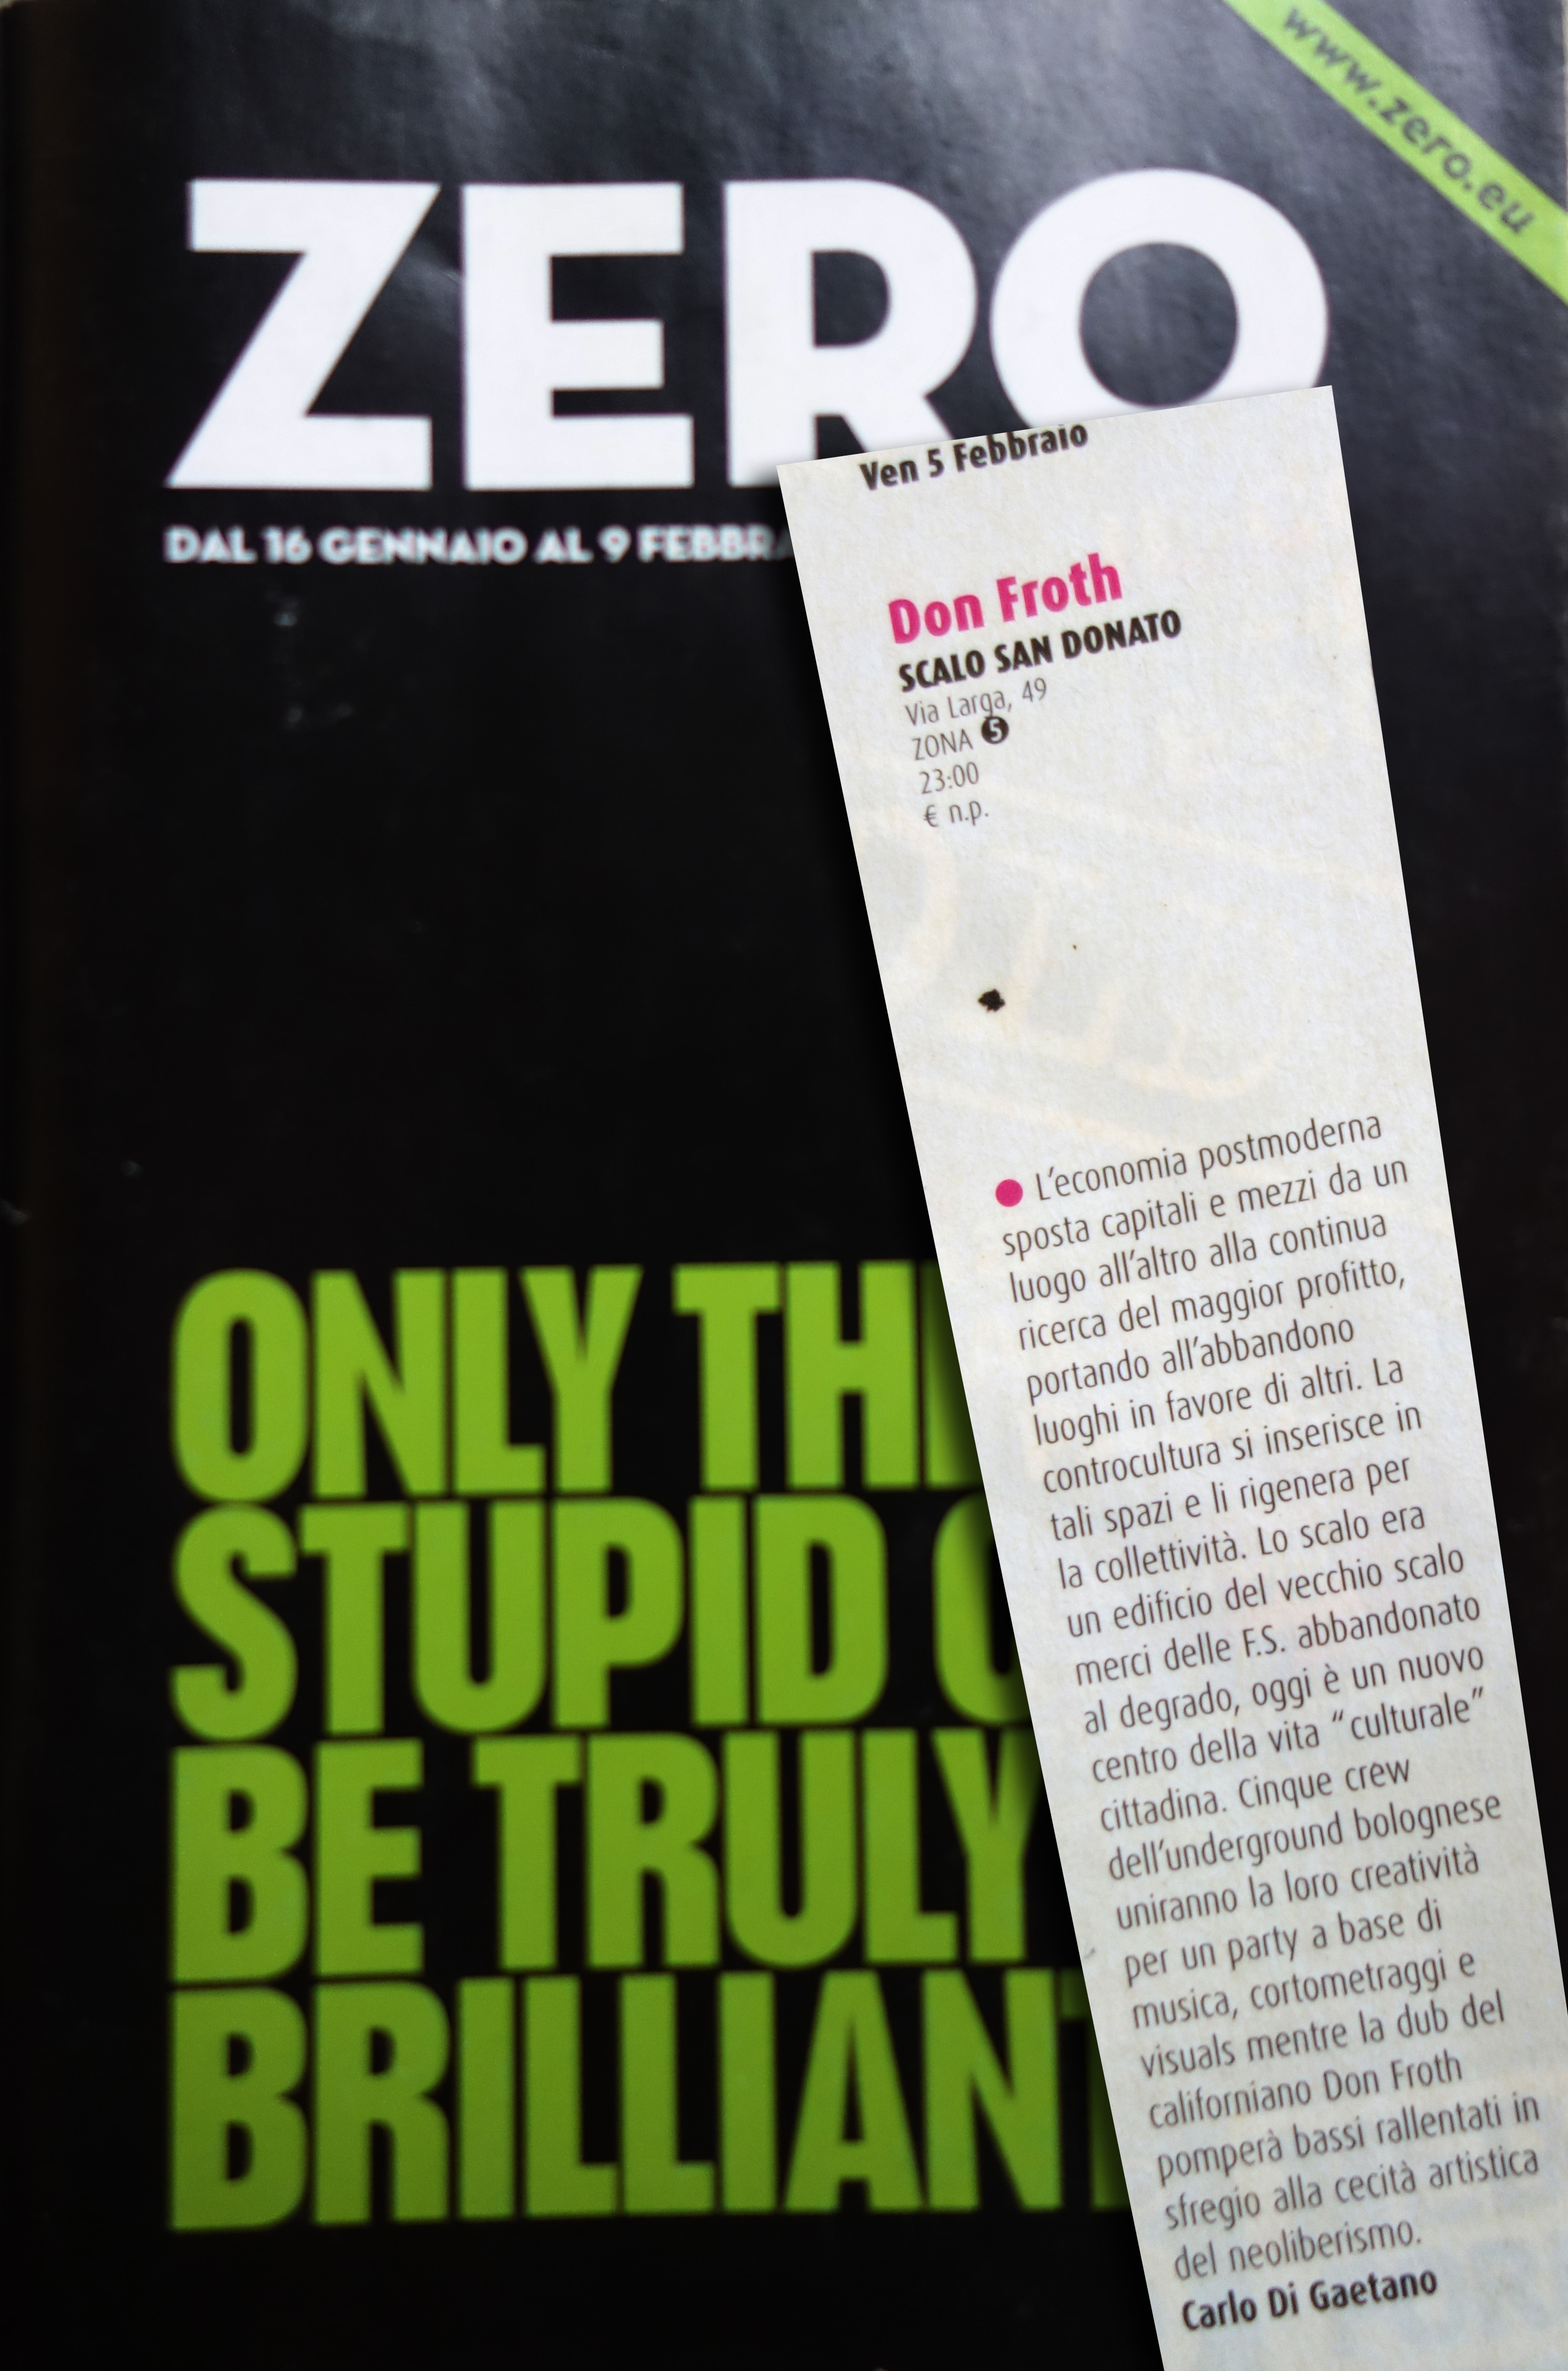 www.zero.eu
ZERO
DAL 16 GENNAIO AL 9 FEBBRA
ONLY TH
STUPID
BE TRULY
BRILLIANT
Ven 5 Febbraio
Don Froth
SCALO SAN DONATO
Via Larga, 49
ZONA 5
23:00
€ n.p.
● L'economia postmoderna
sposta capitali e mezzi da un
luogo all'altro alla continua
ricerca del maggior profitto,
portando all'abbandono
luoghi in favore di altri. La
controcultura si inserisce in
tali spazi e li rigenera per
la collettività. Lo scalo era
un edificio del vecchio scalo
merci delle F.S. abbandonato
al degrado, oggi è un nuovo
centro della vita “culturale”
cittadina. Cinque crew
dell'underground bolognese
uniranno la loro creatività
per un party a base di
musica, cortometraggi e
visuals mentre la dub del
californiano Don Froth
pomperà bassi rallentati in
sfregio alla cecità artistica
del neoliberismo.
Carlo Di Gaetano